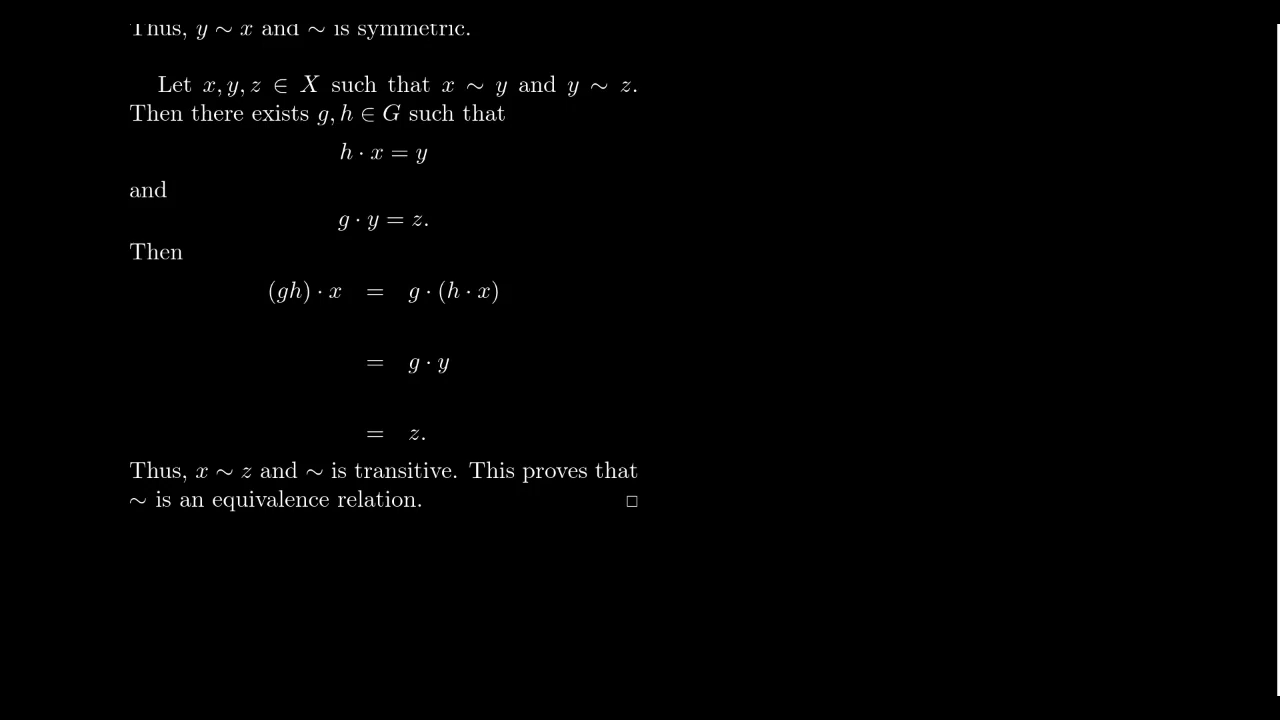 Thus, y ∼ x and ∼ is symmetric.
Let x, y, z ∈ X such that x ∼ y and y ∼ z.
Then there exists g, h ∈ G such that
h · x = y
and
g · y = z.
Then
(gh) · x = g · (h · x)
= g · y
= z.
Thus, x ∼ z and ∼ is transitive. This proves that
∼ is an equivalence relation. □